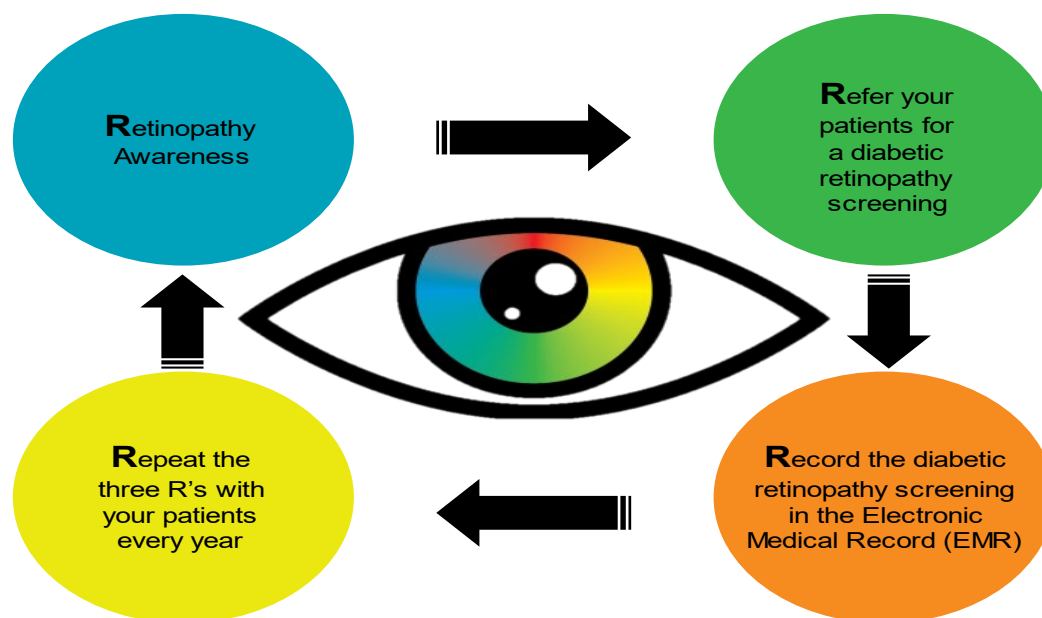 Retinopathy
Awareness
Refer your
patients for
a diabetic
retinopathy
screening
Record the diabetic
retinopathy screening
in the Electronic
Medical Record (EMR)
Repeat the
three R's with
your patients
every year